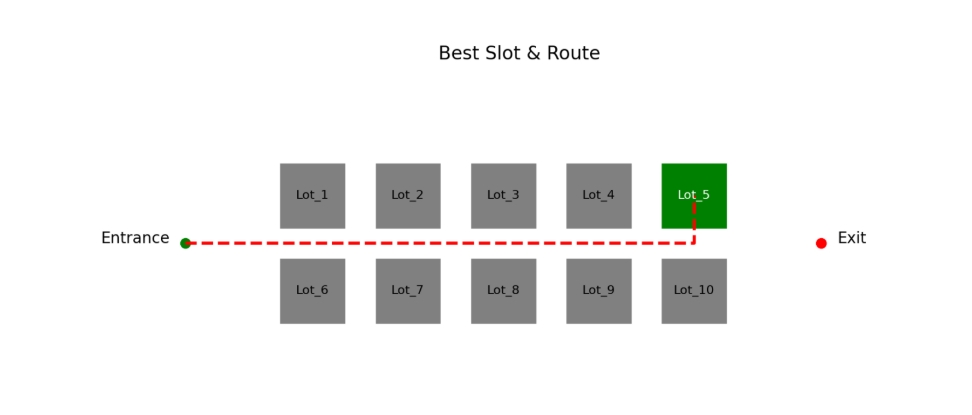 Best Slot & Route
Lot_1 Lot_2 Lot_3 Lot_4 Lot_5
Entrance Exit
Lot_6 Lot_7 Lot_8 Lot_9 Lot_10